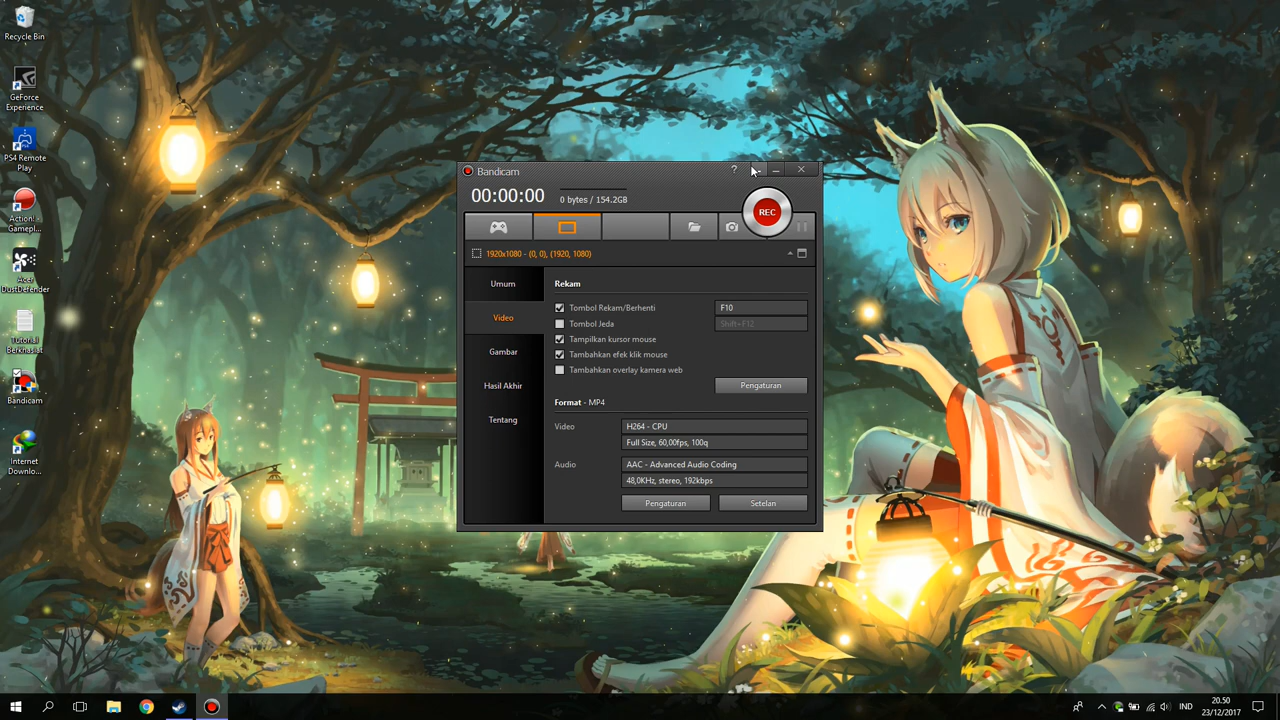 Recycle Bin
GeForce
Experience
PS4 Remote
Play
Action! -
Gamepl...
Acer
DustDefender
Tutorial
Berkhasiat
Bandicam
Internet
Downlo...
Bandicam
?
00:00:00
0 bytes / 154.2GB
REC
1920x1080 - (0, 0), (1920, 1080)
Umum
Video
Gambar
Hasil Akhir
Tentang
Rekam
Tombol Rekam/Berhenti
F10
Tombol Jeda
Shift+F12
Tampilkan kursor mouse
Tambahkan efek klik mouse
Tambahkan overlay kamera web
Pengaturan
Format - MP4
Video
H264 - CPU
Full Size, 60,00fps, 100q
Audio
AAC - Advanced Audio Coding
48,0KHz, stereo, 192kbps
Pengaturan
Setelan
IND
20.50
23/12/2017